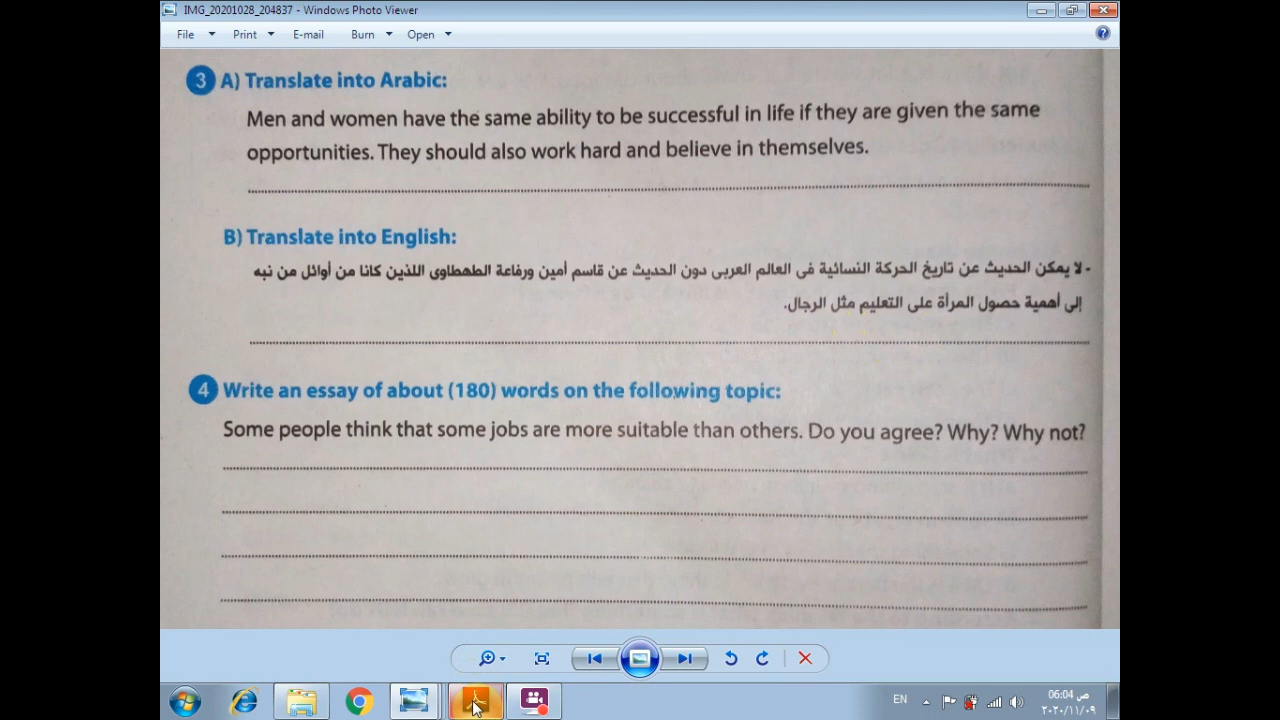 IMG_20201028_204837 - Windows Photo Viewer
File Print E-mail Burn Open
3 A) Translate into Arabic:
Men and women have the same ability to be successful in life if they are given the same
opportunities. They should also work hard and believe in themselves.
B) Translate into English:
- لا يمكن الحديث عن تاريخ الحركة النسائية فى العالم العربى دون الحديث عن قاسم أمين ورفاعة الطهطاوى اللذين كانا من أوائل من نبه
إلى أهمية حصول المرأة على التعليم مثل الرجال.
4 Write an essay of about (180) words on the following topic:
Some people think that some jobs are more suitable than others. Do you agree? Why? Why not?
EN
06:04 ص
٢٠٢٠/١١/٠٩